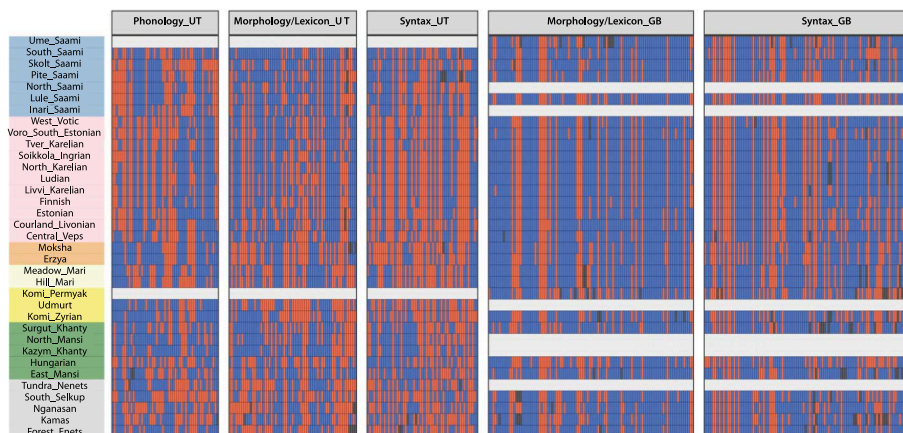 Phonology_UT Morphology/Lexicon_U T Syntax_UT Morphology/Lexicon_GB Syntax_GB
Ume_Saami
South_Saami
Skolt_Saami
Pite_Saami
North_Saami
Lule_Saami
Inari_Saami
West_Votic
Voro_South_Estonian
Tver_Karelian
Soikkola_Ingrian
North_Karelian
Ludian
Livvi_Karelian
Finnish
Estonian
Courland_Livonian
Central_Veps
Moksha
Erzya
Meadow_Mari
Hill_Mari
Komi_Permyak
Udmurt
Komi_Zyrian
Surgut_Khanty
North_Mansi
Kazym_Khanty
Hungarian
East_Mansi
Tundra_Nenets
South_Selkup
Nganasan
Kamas
Forest_Enets